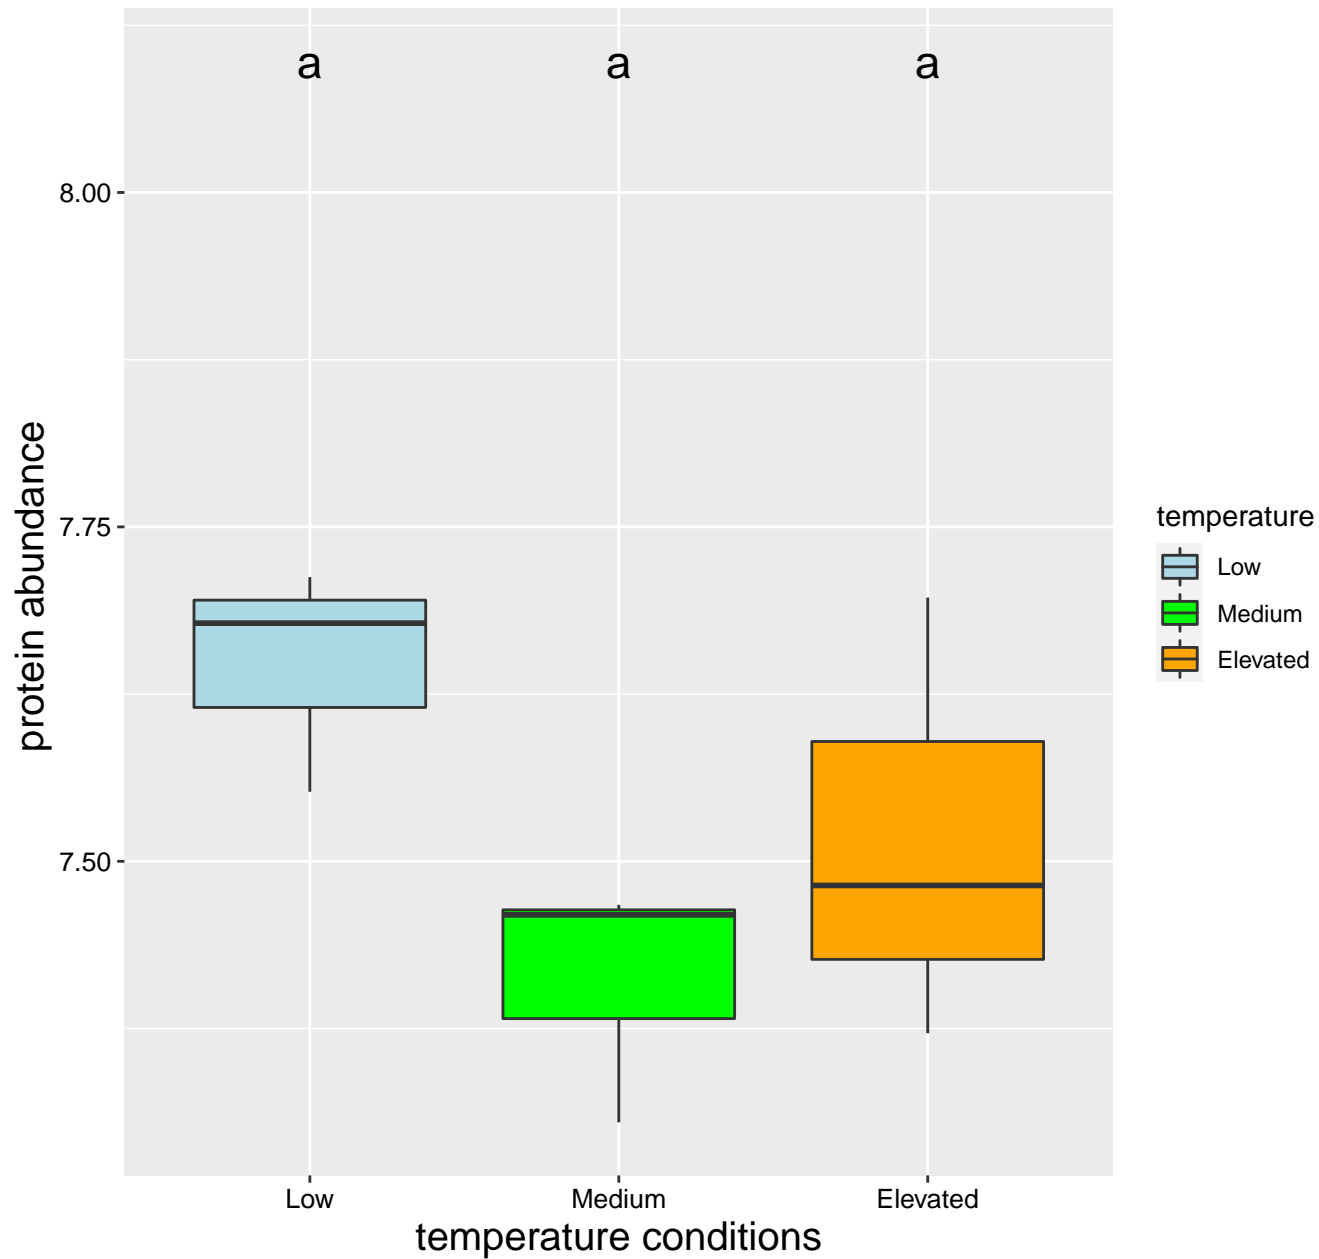 a a a
8.00
7.75
7.50
protein abundance
Low Medium Elevated
temperature conditions
temperature
Low
Medium
Elevated